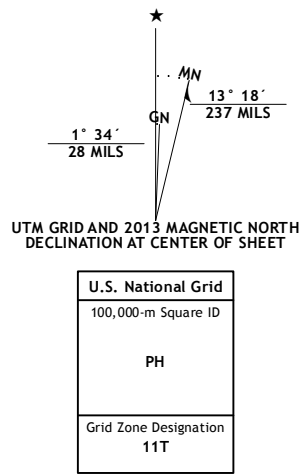 MN
GN
13° 18´
237 MILS
1° 34´
28 MILS
UTM GRID AND 2013 MAGNETIC NORTH
DECLINATION AT CENTER OF SHEET
U.S. National Grid
100,000-m Square ID
PH
Grid Zone Designation
11T